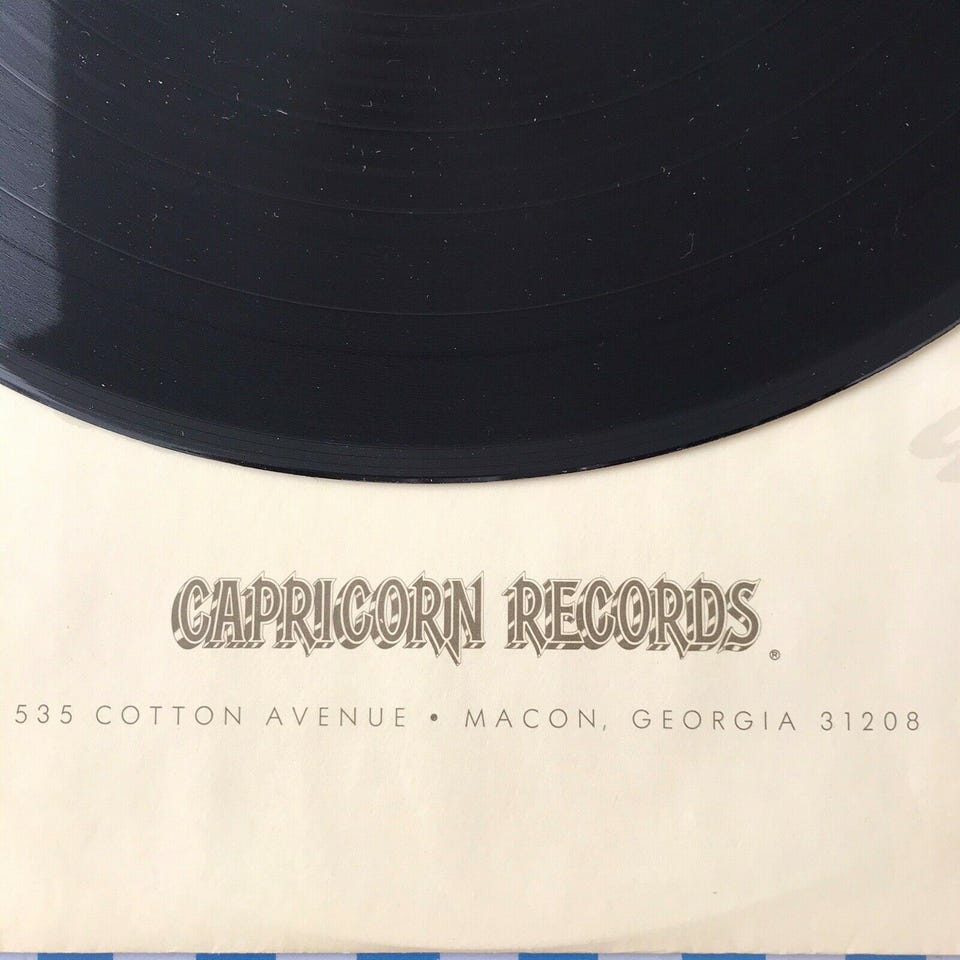 CAPRICORN RECORDS ®
535 COTTON AVENUE • MACON, GEORGIA 31208